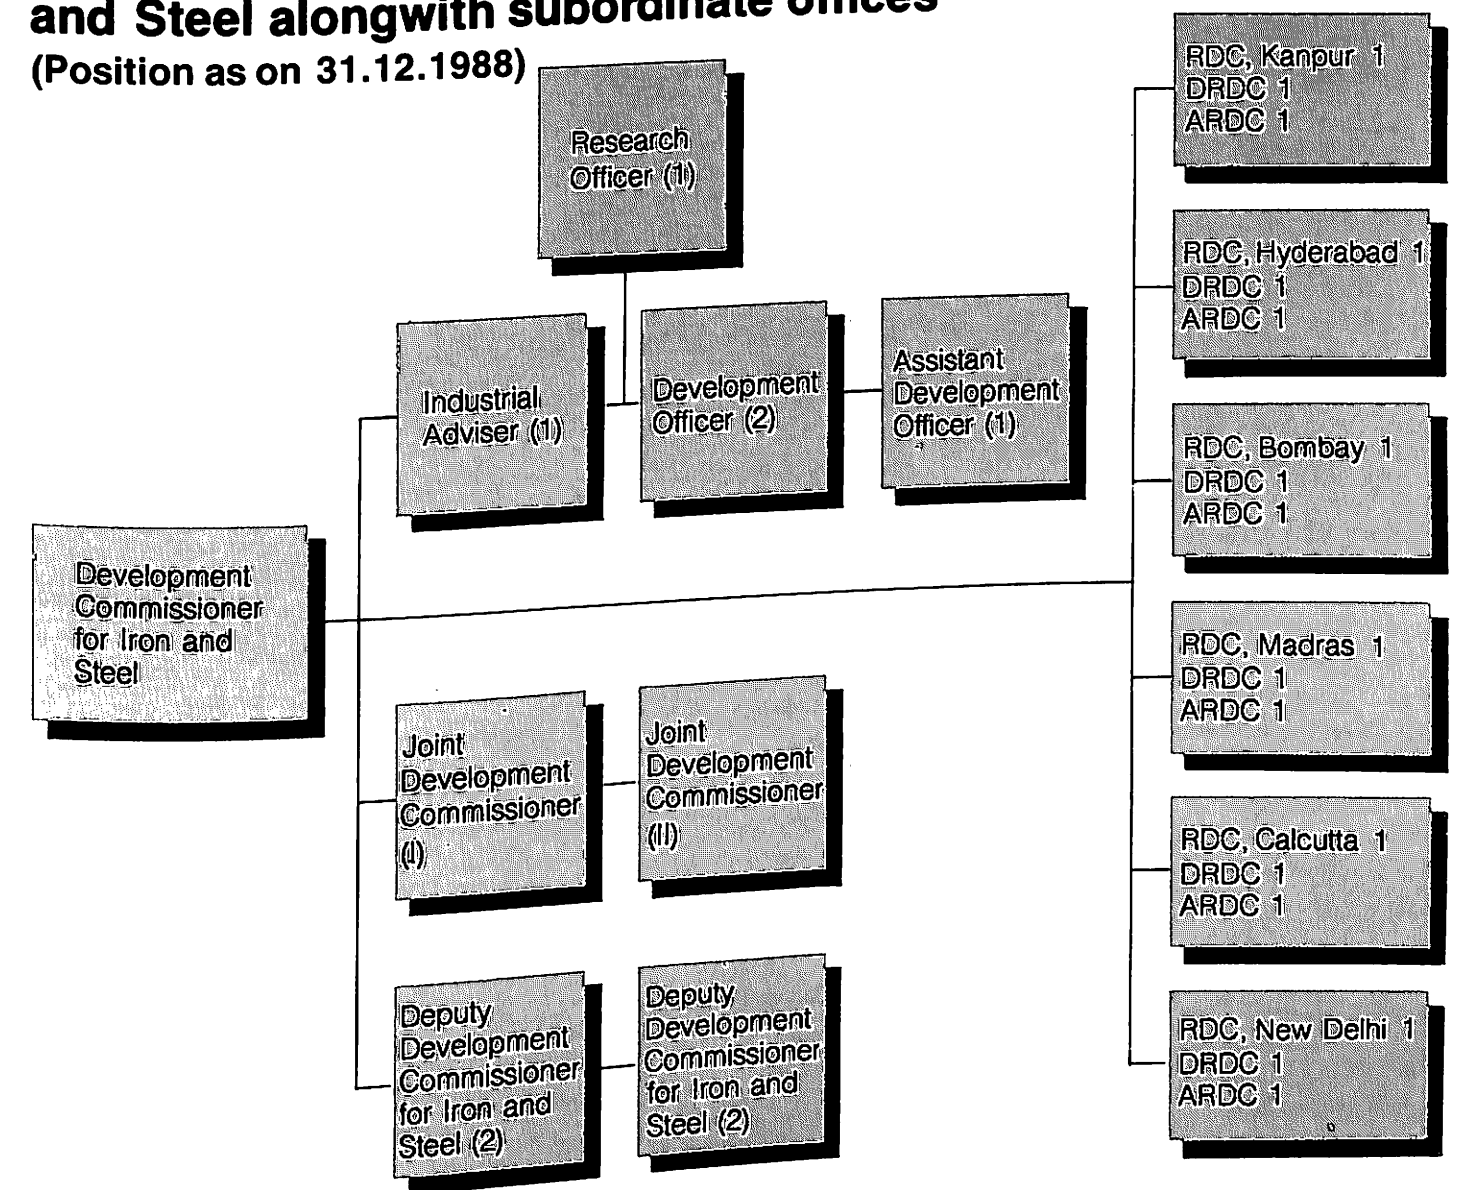 and Steel alongwith subordinate offices
(Position as on 31.12.1988)
Research
Officer (1)
Industrial
Adviser (1)
Development
Officer (2)
Assistant
Development
Officer (1)
Development
Commissioner
for Iron and
Steel
Joint
Development
Commissioner
(I)
Joint
Development
Commissioner
(II)
Deputy
Development
Commissioner
for Iron and
Steel (2)
Deputy
Development
Commissioner
for Iron and
Steel (2)
RDC, Kanpur 1
DRDC 1
ARDC 1
RDC, Hyderabad 1
DRDC 1
ARDC 1
RDC, Bombay 1
DRDC 1
ARDC 1
RDC, Madras 1
DRDC 1
ARDC 1
RDC, Calcutta 1
DRDC 1
ARDC 1
RDC, New Delhi 1
DRDC 1
ARDC 1